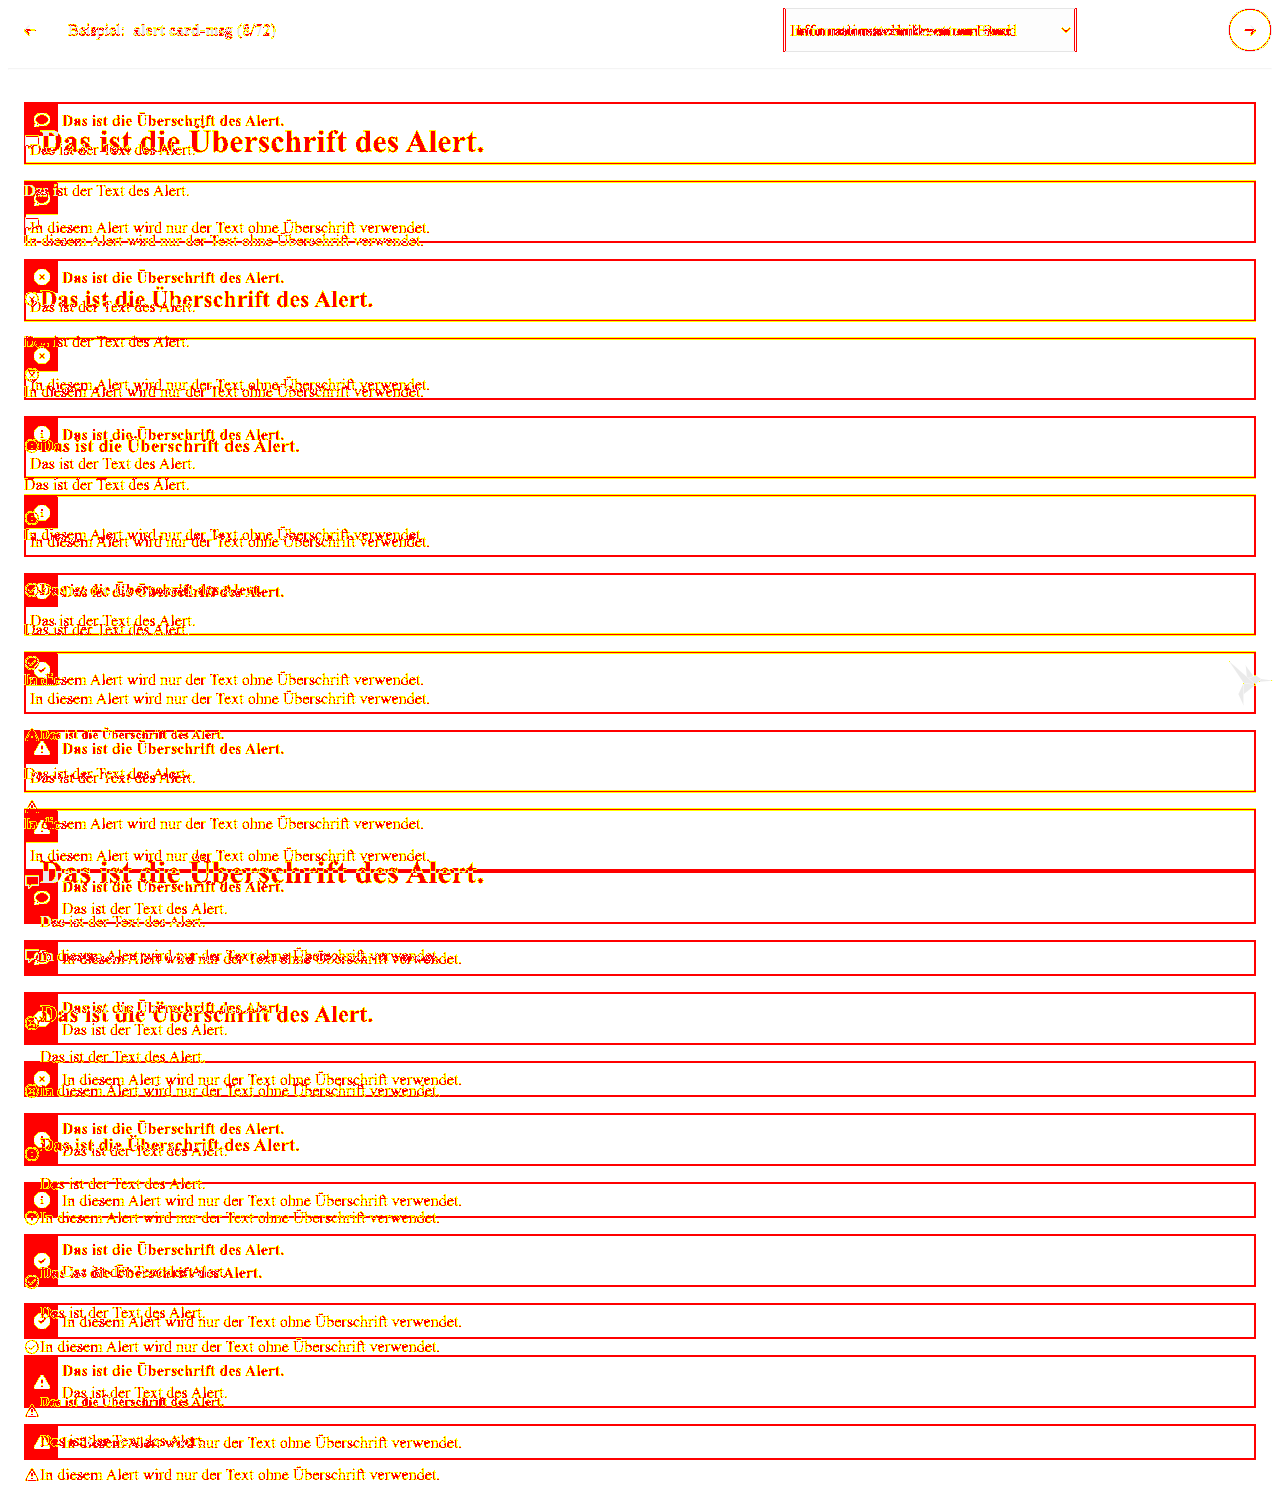 ← Beispiel: alert card-msg (6/72)
Das ist die Überschrift des Alert.
Das ist die Überschrift des Alert.
Das ist der Text des Alert.
Das ist der Text des Alert.
In diesem Alert wird nur der Text ohne Überschrift verwendet.
In diesem Alert wird nur der Text ohne Überschrift verwendet.
Das ist die Überschrift des Alert.
Das ist die Überschrift des Alert.
Das ist der Text des Alert.
Das ist der Text des Alert.
In diesem Alert wird nur der Text ohne Überschrift verwendet.
In diesem Alert wird nur der Text ohne Überschrift verwendet.
Das ist die Überschrift des Alert.
Das ist die Überschrift des Alert.
Das ist der Text des Alert.
Das ist der Text des Alert.
In diesem Alert wird nur der Text ohne Überschrift verwendet.
In diesem Alert wird nur der Text ohne Überschrift verwendet.
Das ist die Überschrift des Alert.
Das ist die Überschrift des Alert.
Das ist der Text des Alert.
Das ist der Text des Alert.
In diesem Alert wird nur der Text ohne Überschrift verwendet.
In diesem Alert wird nur der Text ohne Überschrift verwendet.
Das ist die Überschrift des Alert.
Das ist die Überschrift des Alert.
Das ist der Text des Alert.
Das ist der Text des Alert.
In diesem Alert wird nur der Text ohne Überschrift verwendet.
In diesem Alert wird nur der Text ohne Überschrift verwendet.
Das ist die Überschrift des Alert.
Das ist die Überschrift des Alert.
Das ist der Text des Alert.
Das ist der Text des Alert.
In diesem Alert wird nur der Text ohne Überschrift verwendet.
In diesem Alert wird nur der Text ohne Überschrift verwendet.
Das ist die Überschrift des Alert.
Das ist die Überschrift des Alert.
Das ist der Text des Alert.
Das ist der Text des Alert.
In diesem Alert wird nur der Text ohne Überschrift verwendet.
In diesem Alert wird nur der Text ohne Überschrift verwendet.
Das ist die Überschrift des Alert.
Das ist die Überschrift des Alert.
Das ist der Text des Alert.
Das ist der Text des Alert.
In diesem Alert wird nur der Text ohne Überschrift verwendet.
In diesem Alert wird nur der Text ohne Überschrift verwendet.
Das ist die Überschrift des Alert.
Das ist die Überschrift des Alert.
Das ist der Text des Alert.
Das ist der Text des Alert.
In diesem Alert wird nur der Text ohne Überschrift verwendet.
In diesem Alert wird nur der Text ohne Überschrift verwendet.
Das ist die Überschrift des Alert.
Das ist der Text des Alert.
Das ist die Überschrift des Alert.
Das ist der Text des Alert.
In diesem Alert wird nur der Text ohne Überschrift verwendet.
In diesem Alert wird nur der Text ohne Überschrift verwendet.